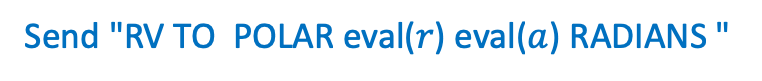 Send "RV TO  POLAR eval(r) eval(a) RADIANS "